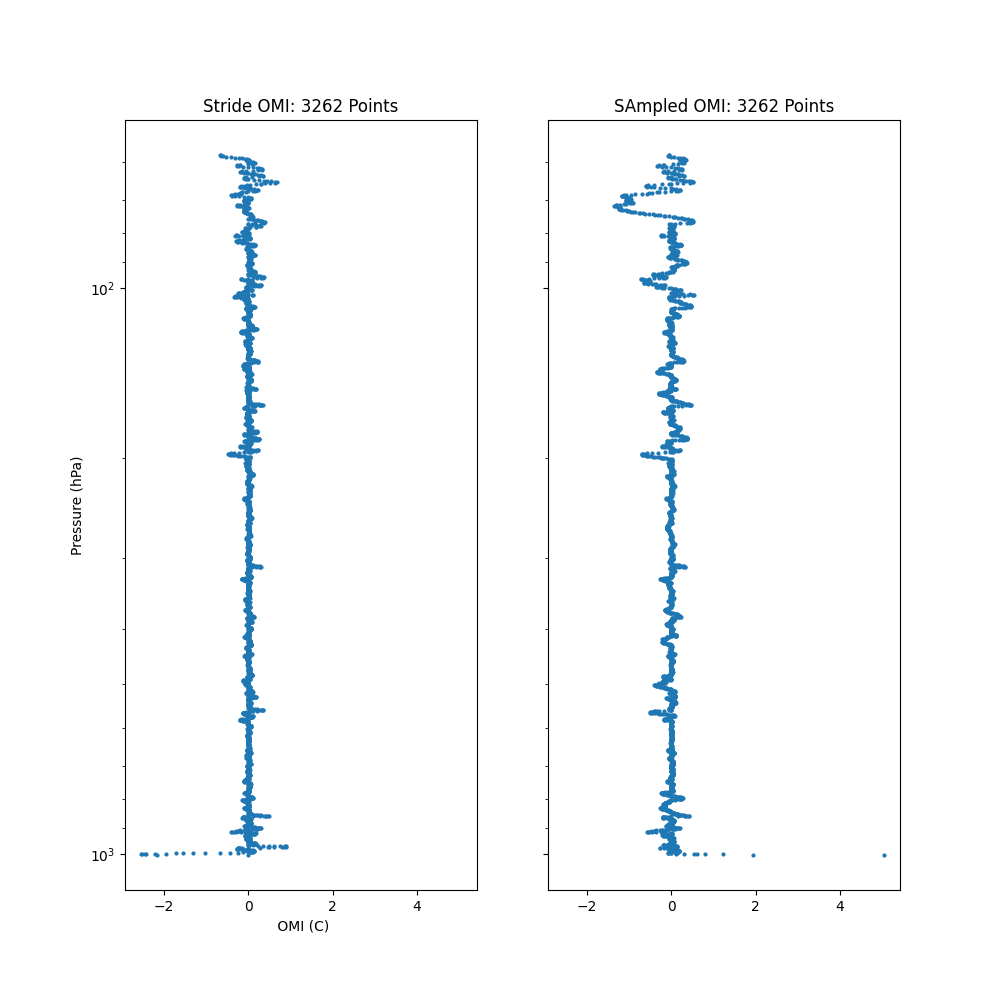 Stride OMI: 3262 Points
SAmpled OMI: 3262 Points
Pressure (hPa)
10²
10³
−2 0 2 4
−2 0 2 4
OMI (C)